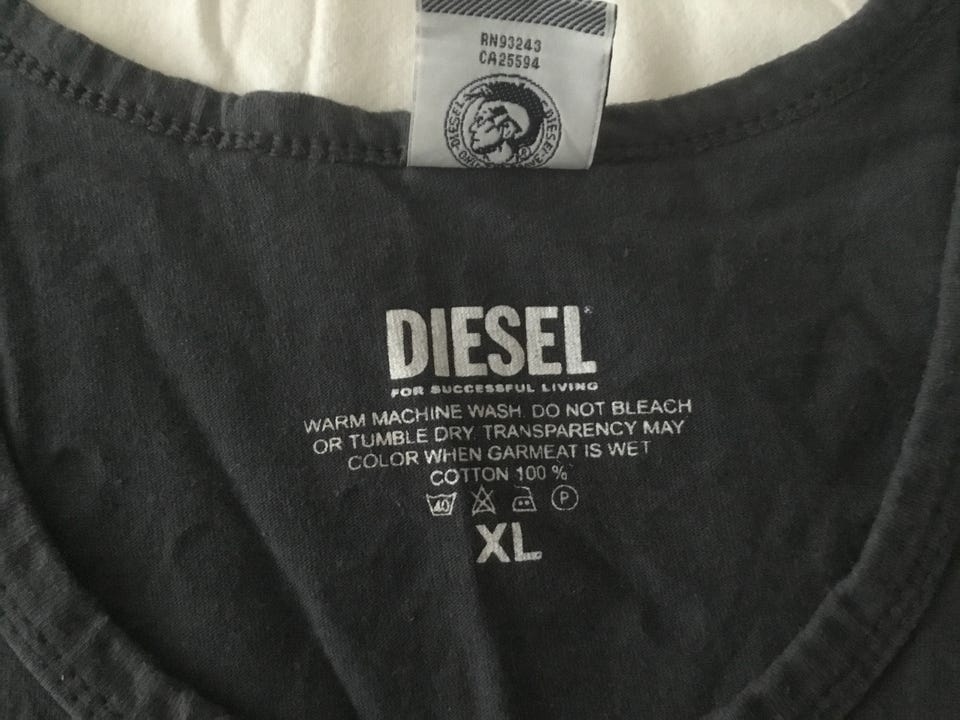 RN93243
CA25594
DIESEL
DIESEL
DIESEL®
FOR SUCCESSFUL LIVING
WARM MACHINE WASH. DO NOT BLEACH
OR TUMBLE DRY. TRANSPARENCY MAY
COLOR WHEN GARMEAT IS WET
COTTON 100 %
40 P
XL